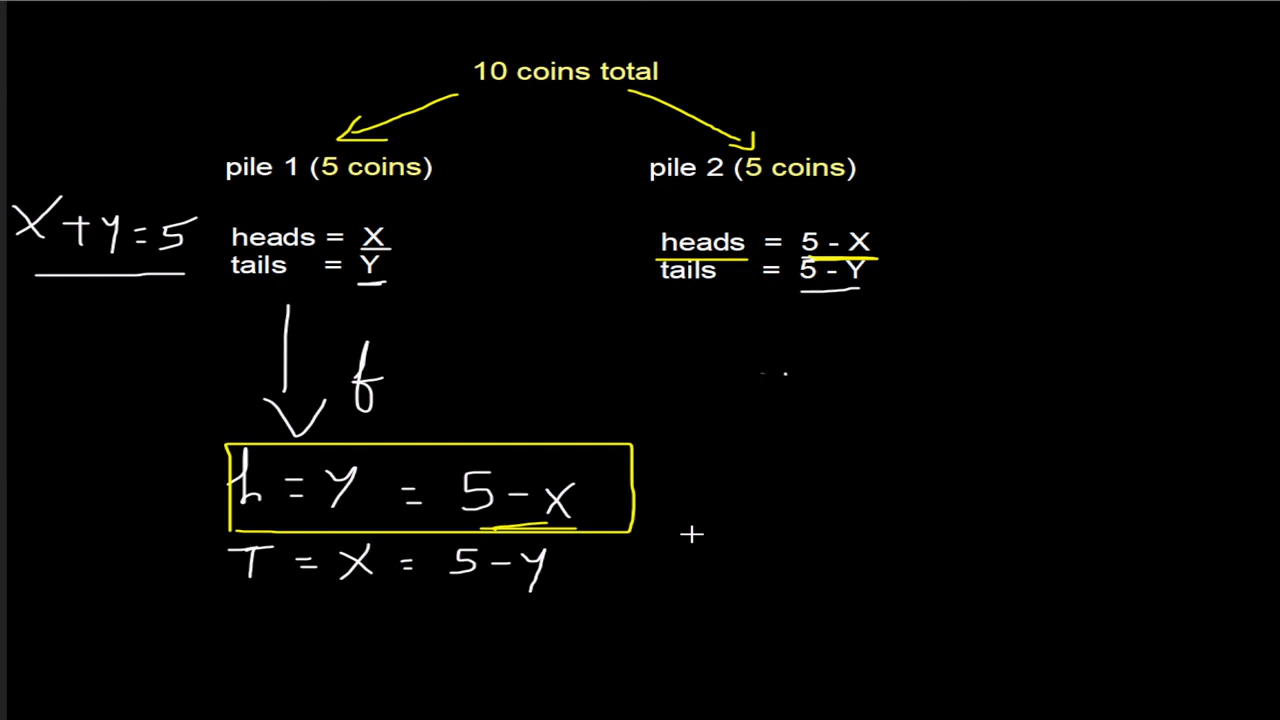 10 coins total
pile 1 (5 coins)
pile 2 (5 coins)
X+y=5
heads = X
tails = Y
heads = 5 - X
tails = 5 - Y
f
h = y = 5 - x
T = X = 5 - y